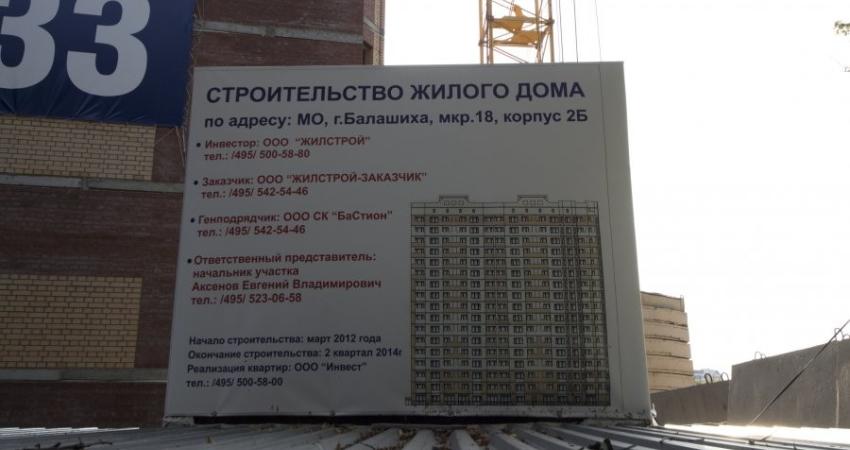 33
СТРОИТЕЛЬСТВО ЖИЛОГО ДОМА
по адресу: МО, г.Балашиха, мкр.18, корпус 2Б
• Инвестор: ООО "ЖИЛСТРОЙ"
тел.: /495/ 500-58-80
• Заказчик: ООО "ЖИЛСТРОЙ-ЗАКАЗЧИК"
тел.: /495/ 542-54-46
• Генподрядчик: ООО СК "БаСтион"
тел.: /495/ 542-54-46
• Ответственный представитель:
начальник участка
Аксенов Евгений Владимирович
тел.: /495/ 523-06-58
Начало строительства: март 2012 года
Окончание строительства: 2 квартал 2014г
Реализация квартир: ООО "Инвест"
тел.: /495/ 500-58-00